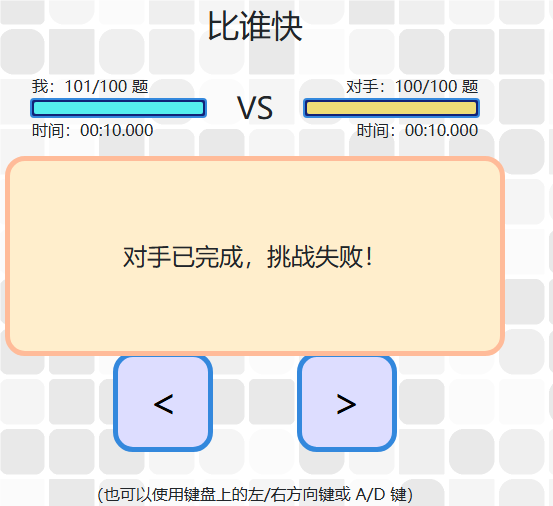 比谁快
我：101/100 题
对手：100/100 题
VS
时间：00:10.000
时间：00:10.000
对手已完成，挑战失败！
<
>
（也可以使用键盘上的左/右方向键或 A/D 键）